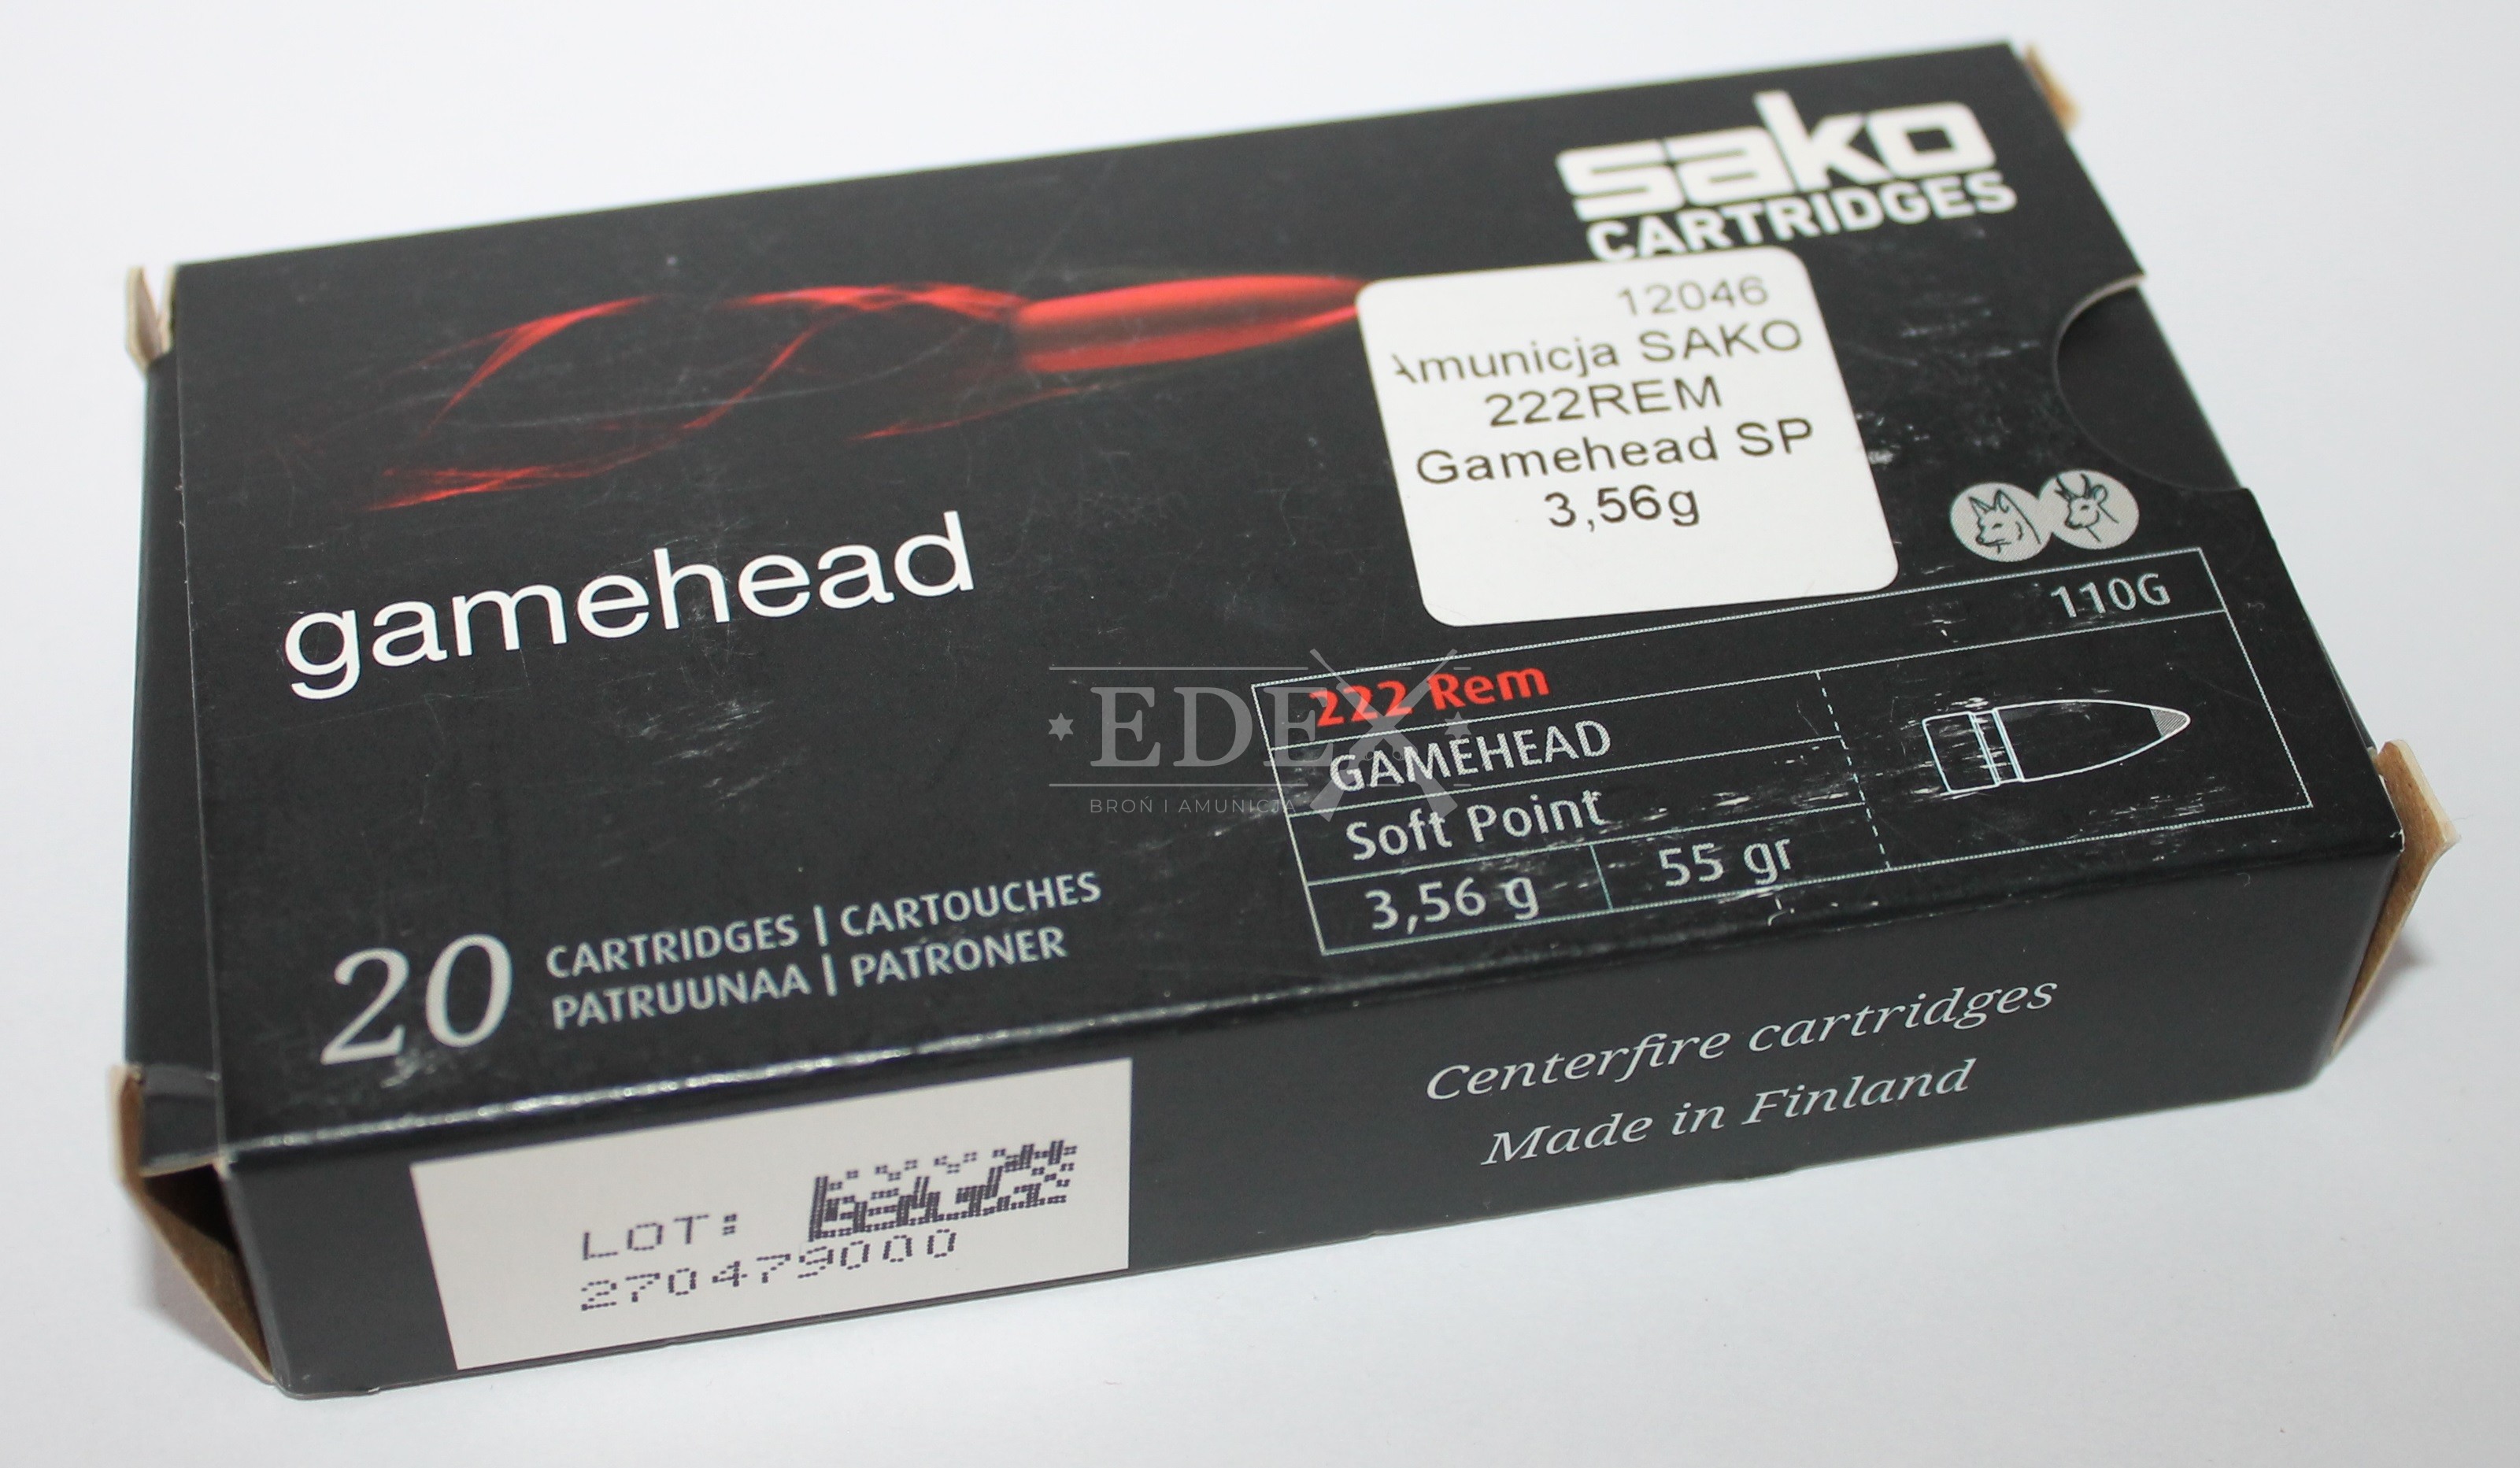 sako
CARTRIDGES
12046
Amunicja SAKO
222REM
Gamehead SP
3,56g
gamehead
110G
222 Rem
GAMEHEAD
Soft Point
3,56 g 55 gr
EDEX
BROŃ I AMUNICJA
20 CARTRIDGES | CARTOUCHES
PATRUUNAA | PATRONER
Centerfire cartridges
Made in Finland
LOT:
270479000